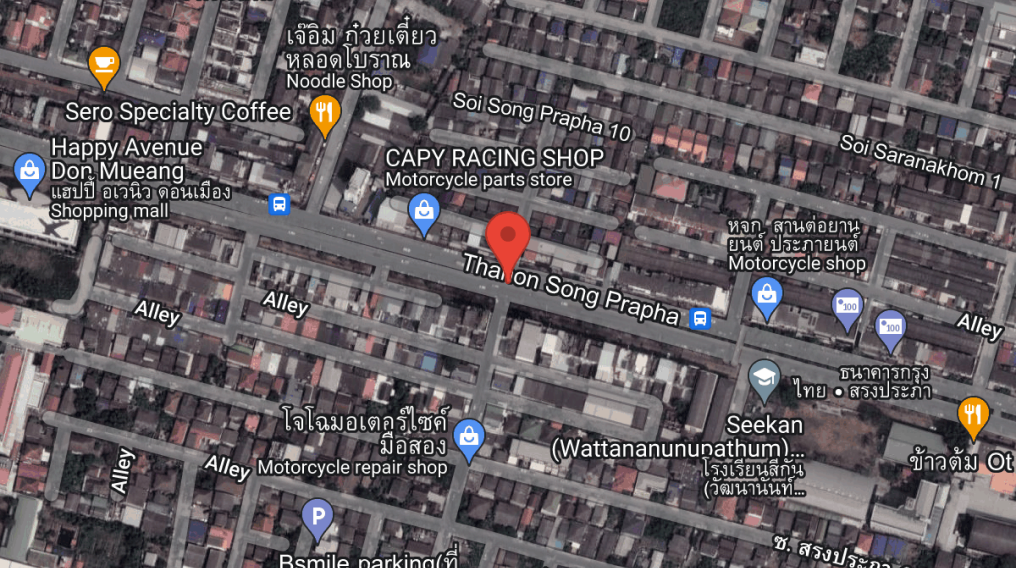 เจ๊อิม ก๋วยเตี๋ยว
หลอดโบราณ
Noodle Shop
Sero Specialty Coffee
Soi Song Prapha 10
Happy Avenue
Don Mueang
แฮปปี้ อเวนิว ดอนเมือง
Shopping mall
CAPY RACING SHOP
Motorcycle parts store
Soi Saranakhom 1
หจก. สานต่อยาน
ยนต์ ประภายนต์
Motorcycle shop
Song Prapha
100
100
Alley
Alley
Alley
ธนาคารกรุง
ไทย • สรงประภา
Seekan
(Wattananunupathum)...
โรงเรียนสีกัน
(วัฒนานันท์...
โจโฉมอเตอร์ไซค์
มือสอง
Motorcycle repair shop
ข้าวต้ม Ot
Alley
Alley
P
Bsmile parking(ที่
ซ. สรงประภา